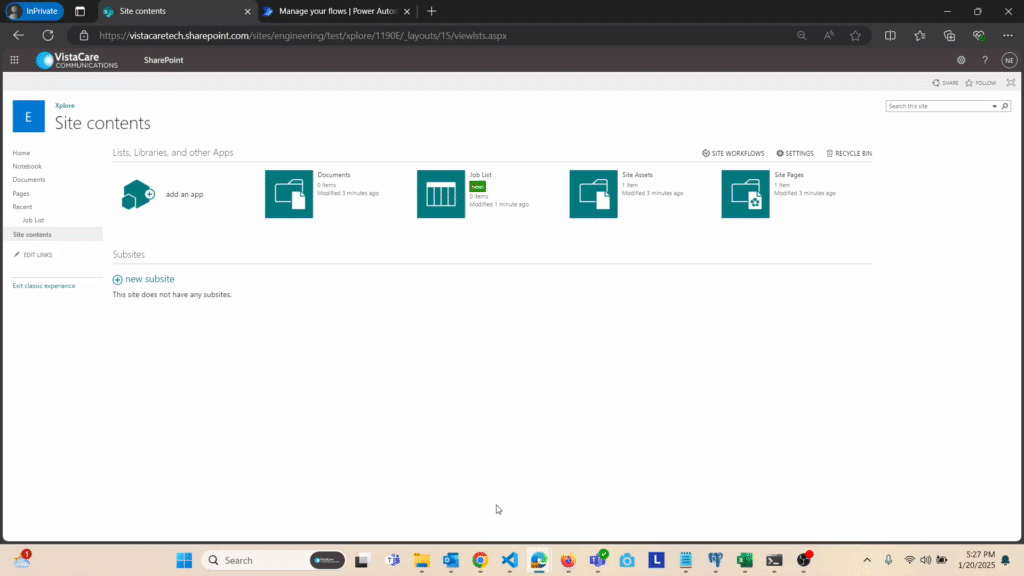 InPrivate
Site contents
Manage your flows | Power Auton
https://vistacaretech.sharepoint.com/sites/engineering/test/xplore/1190E/_layouts/15/viewlsts.aspx
VistaCare
COMMUNICATIONS
SharePoint
?
NE
SHARE
FOLLOW
E
Xplore
Site contents
Search this site
Home
Notebook
Documents
Pages
Recent
Job List
Site contents
EDIT LINKS
Exit classic experience
Lists, Libraries, and other Apps
SITE WORKFLOWS
SETTINGS
RECYCLE BIN
add an app
Documents
0 items
Modified 3 minutes ago
Job List
new!
0 items
Modified 1 minute ago
Site Assets
1 item
Modified 3 minutes ago
Site Pages
1 item
Modified 3 minutes ago
Subsites
new subsite
This site does not have any subsites.
1
Search
L
5:27 PM
1/20/2025